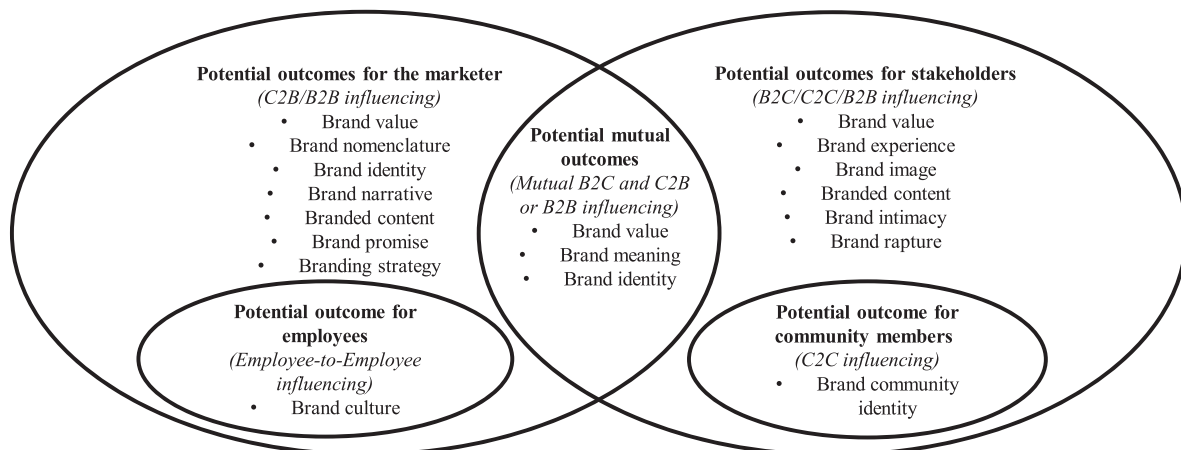 Potential outcomes for the marketer
(C2B/B2B influencing)
• Brand value
• Brand nomenclature
• Brand identity
• Brand narrative
• Branded content
• Brand promise
• Branding strategy
Potential outcome for
employees
(Employee-to-Employee
influencing)
• Brand culture
Potential mutual
outcomes
(Mutual B2C and C2B
or B2B influencing)
• Brand value
• Brand meaning
• Brand identity
Potential outcomes for stakeholders
(B2C/C2C/B2B influencing)
• Brand value
• Brand experience
• Brand image
• Branded content
• Brand intimacy
• Brand rapture
Potential outcome for
community members
(C2C influencing)
• Brand community
identity